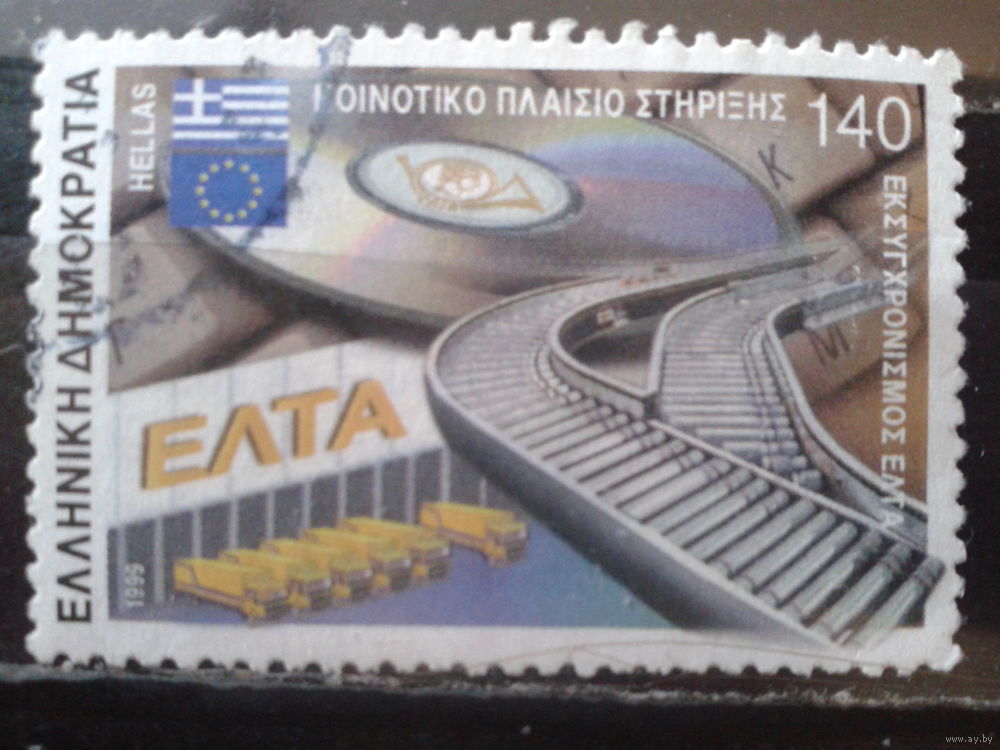 ΕΛΛΗΝΙΚΗ ΔΗΜΟΚΡΑΤΙΑ
HELLAS
ΚΟΙΝΟΤΙΚΟ ΠΛΑΙΣΙΟ ΣΤΗΡΙΞΗΣ
140
ΕΚΣΥΓΧΡΟΝΙΣΜΟΣ ΕΛΤΑ
K
M
ΕΛΤΑ
1999
www.ay.by